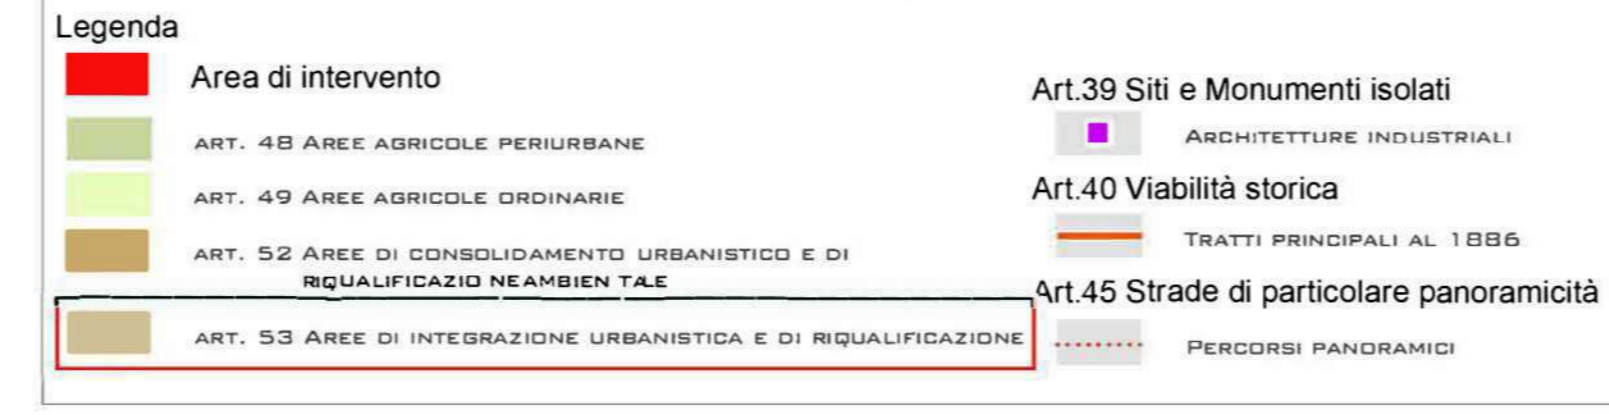 Legenda
Area di intervento
ART. 48 AREE AGRICOLE PERIURBANE
ART. 49 AREE AGRICOLE ORDINARIE
ART. 52 AREE DI CONSOLIDAMENTO URBANISTICO E DI
RIQUALIFICAZIO NE AMBIEN TALE
ART. 53 AREE DI INTEGRAZIONE URBANISTICA E DI RIQUALIFICAZIONE
Art.39 Siti e Monumenti isolati
ARCHITETTURE INDUSTRIALI
Art.40 Viabilità storica
TRATTI PRINCIPALI AL 1886
Art.45 Strade di particolare panoramicità
PERCORSI PANORAMICI